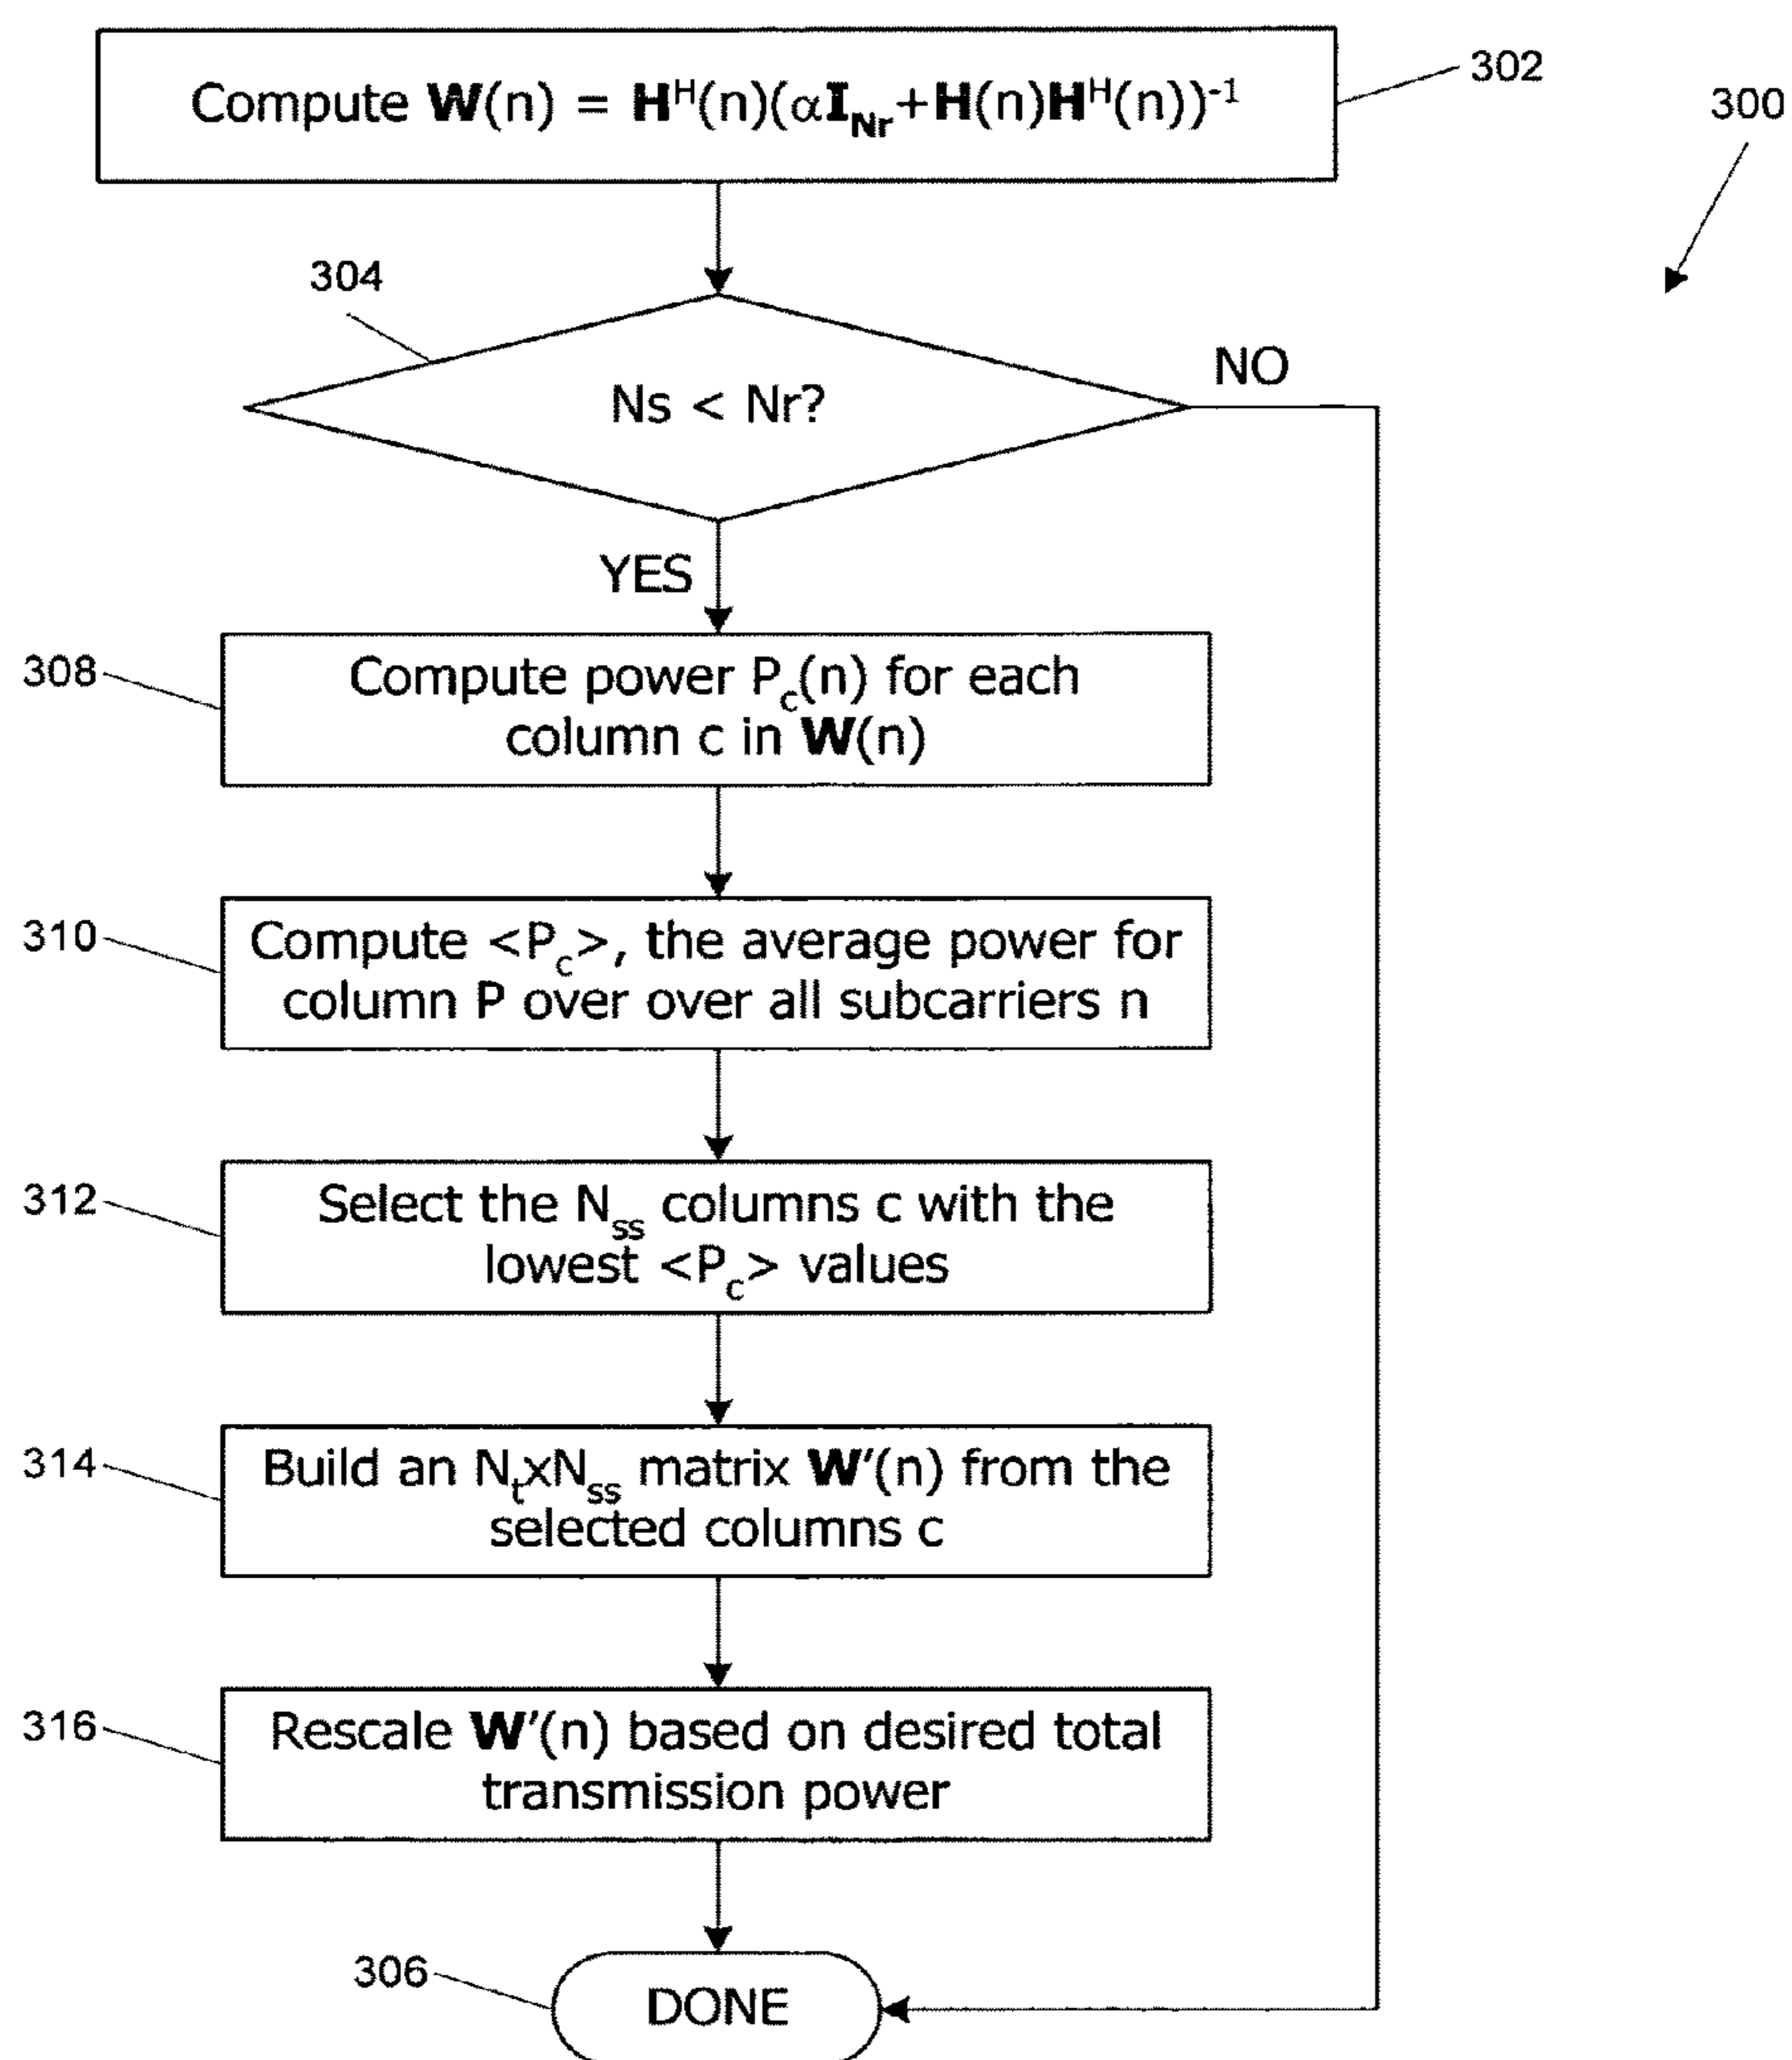 Compute W(n) = Hᴴ(n)(αI_Nr+H(n)Hᴴ(n))⁻¹
302
300
304
Ns < Nr?
NO
YES
308
Compute power P_c(n) for each
column c in W(n)
310
Compute <P_c>, the average power for
column P over over all subcarriers n
312
Select the N_ss columns c with the
lowest <P_c> values
314
Build an N_txN_ss matrix W'(n) from the
selected columns c
316
Rescale W'(n) based on desired total
transmission power
306
DONE